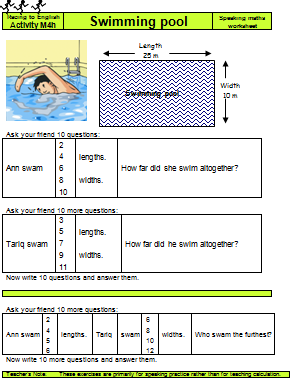 Racing to English
Activity M4h
Swimming pool
Speaking maths
worksheet
Length
25 m
Swimming pool
Width
10 m
Ask your friend 10 questions:
Ann swam
2
4
6
8
10
lengths.
widths.
How far did she swim altogether?
Ask your friend 10 more questions:
Tariq swam
3
5
7
9
11
lengths.
widths.
How far did she swim altogether?
Now write 10 questions and answer them.
Ask your friend 10 more questions:
Ann swam
2
4
5
6
lengths.
Tariq
swam
6
8
10
12
widths.
Who swam the furthest?
Now write 10 more questions and answer them.
Teacher's Note: These exercises are primarily for speaking practice rather than for teaching calculation.